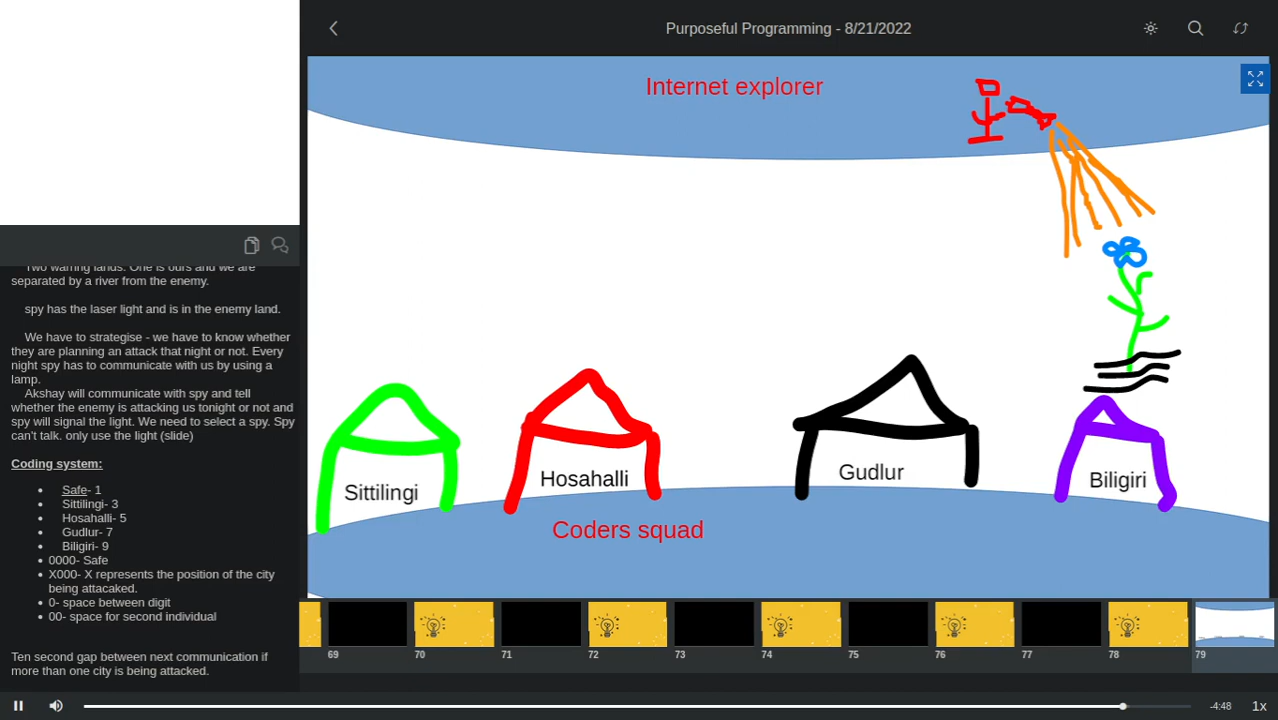 Purposeful Programming - 8/21/2022
Internet explorer
Sittilingi
Hosahalli
Gudlur
Biligiri
Coders squad
Two warring lands. One is ours and we are
separated by a river from the enemy.
spy has the laser light and is in the enemy land.
We have to strategise - we have to know whether
they are planning an attack that night or not. Every
night spy has to communicate with us by using a
lamp.
Akshay will communicate with spy and tell
whether the enemy is attacking us tonight or not and
spy will signal the light. We need to select a spy. Spy
can't talk. only use the light (slide)
Coding system:
Safe- 1
Sittilingi- 3
Hosahalli- 5
Gudlur- 7
Biligiri- 9
0000- Safe
X000- X represents the position of the city
being attacaked.
0- space between digit
00- space for second individual
Ten second gap between next communication if
more than one city is being attacked.
69
70
71
72
73
74
75
76
77
78
79
-4:48
1x